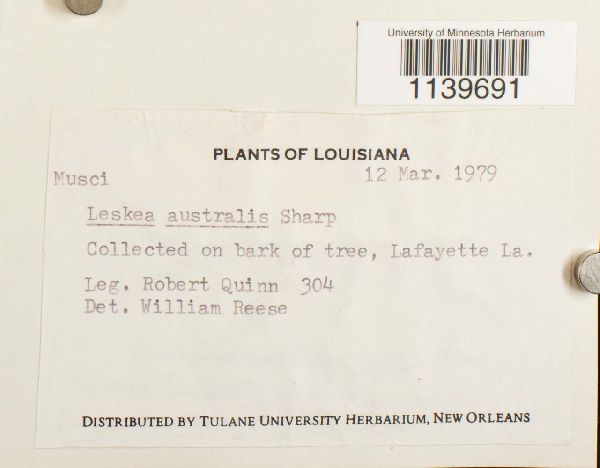 University of Minnesota Herbarium
1139691
PLANTS OF LOUISIANA
Musci 12 Mar. 1979
Leskea australis Sharp
Collected on bark of tree, Lafayette La.
Leg. Robert Quinn 304
Det. William Reese
DISTRIBUTED BY TULANE UNIVERSITY HERBARIUM, NEW ORLEANS